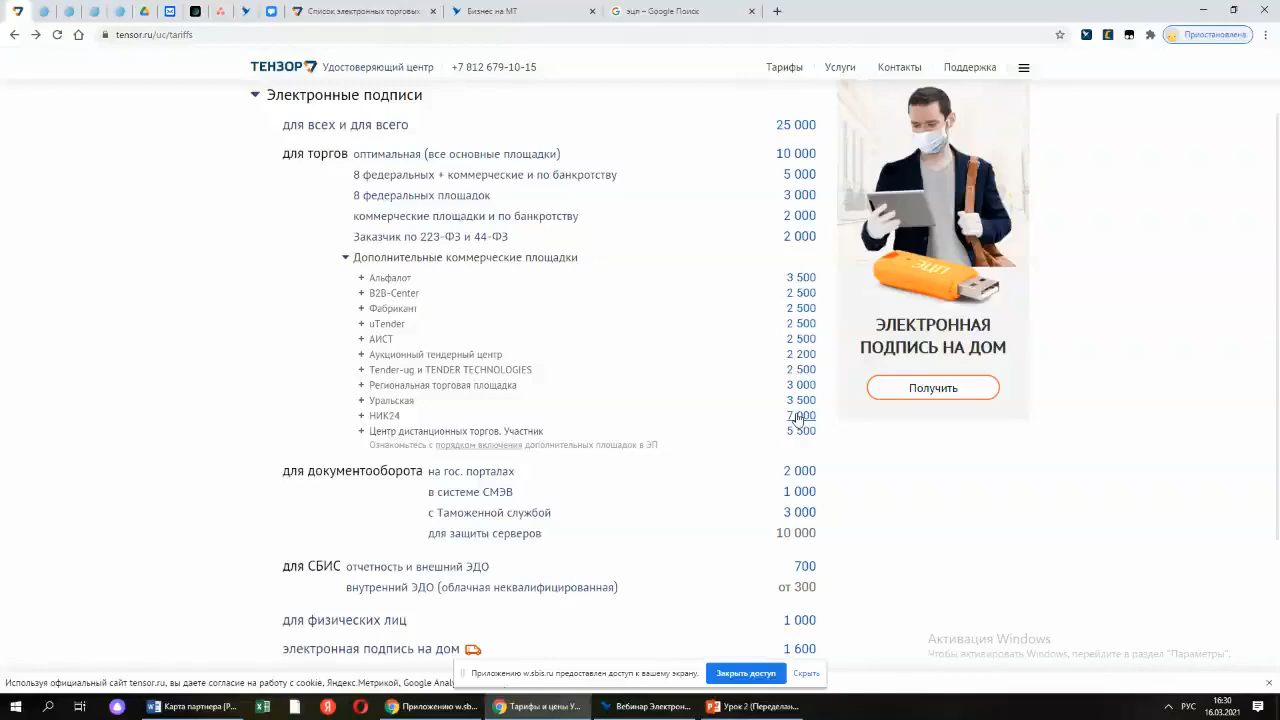 Список электронных торговых
Бизнес на МТ
эцп – Google Поиск
tensor.ru/uc/tariffs
Приостановлена
ТЕНЗОР Удостоверяющий центр +7 812 679-10-15 Тарифы Услуги Контакты Поддержка
Электронные подписи
для всех и для всего 25 000
для торгов оптимальная (все основные площадки) 10 000
8 федеральных + коммерческие и по банкротству 5 000
8 федеральных площадок 3 000
коммерческие площадки и по банкротству 2 000
Заказчик по 223-ФЗ и 44-ФЗ 2 000
Дополнительные коммерческие площадки
+ Альфалот 3 500
+ B2B-Center 2 500
+ Фабрикант 2 500
+ uTender 2 500
+ АИСТ 2 500
+ Аукционный тендерный центр 2 200
+ Tender-ug и TENDER TECHNOLOGIES 2 500
+ Региональная торговая площадка 3 000
+ Уральская 3 500
+ НИК24 7 000
+ Центр дистанционных торгов. Участник 5 500
Ознакомьтесь с порядком включения дополнительных площадок в ЭП
для документооборота на гос. порталах 2 000
в системе СМЭВ 1 000
с Таможенной службой 3 000
для защиты серверов 10 000
для СБИС отчетность и внешний ЭДО 700
внутренний ЭДО (облачная неквалифицированная) от 300
для физических лиц 1 000
электронная подпись на дом 1 600
ЭЛЕКТРОННАЯ
ПОДПИСЬ НА ДОМ
Получить
Активация Windows
Чтобы активировать Windows, перейдите в раздел "Параметры".
Приложению w.sbis.ru предоставлен доступ к вашему экрану. Закрыть доступ Скрыть
Используя данный сайт tensor.ru, вы даете согласие на работу с cookie, Яндекс.Метрикой, Google Analy
Карта партнера [P...
Приложению w.sb...
Тарифы и цены У...
Вебинар Электрон...
Урок 2 (Переделан...
РУС
16:30
16.03.2021